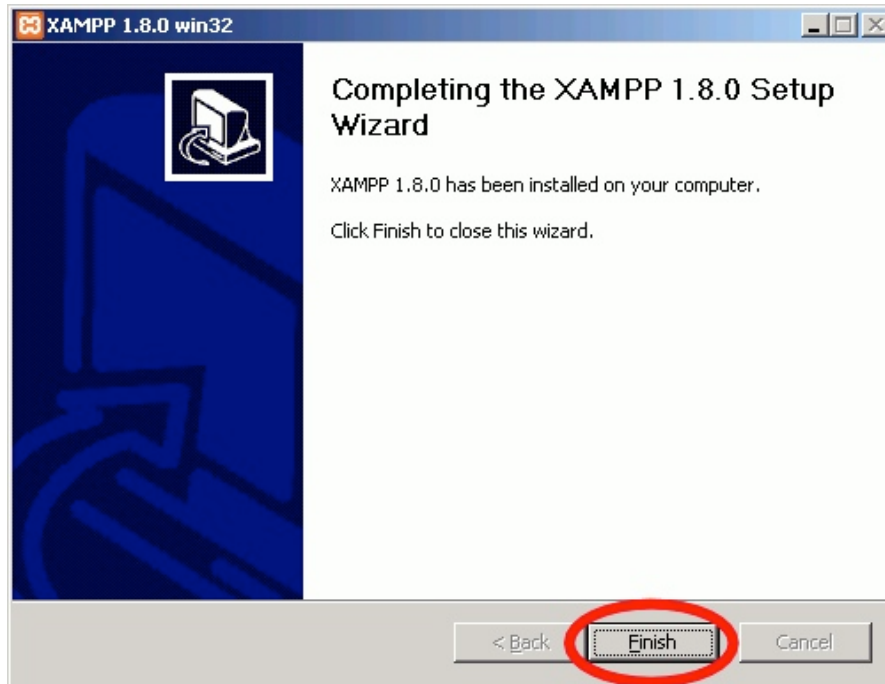 XAMPP 1.8.0 win32
Completing the XAMPP 1.8.0 Setup
Wizard
XAMPP 1.8.0 has been installed on your computer.
Click Finish to close this wizard.
< Back
Finish
Cancel